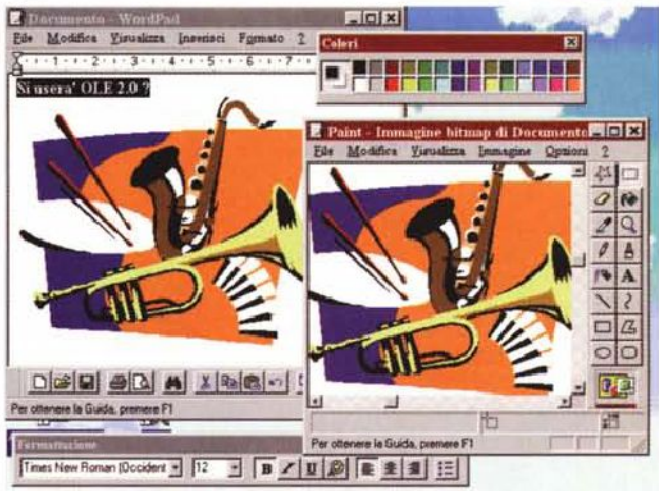 Documento - WordPad
File Modifica Visualizza Inserisci Formato ?
Si usera' OLE 2.0 ?
Per ottenere la Guida, premere F1
Colori
Paint - Immagine bitmap di Documento
File Modifica Visualizza Immagine Opzioni ?
A
Per ottenere la Guida, premere F1
Formattazione
Times New Roman (Occident 12 B I U